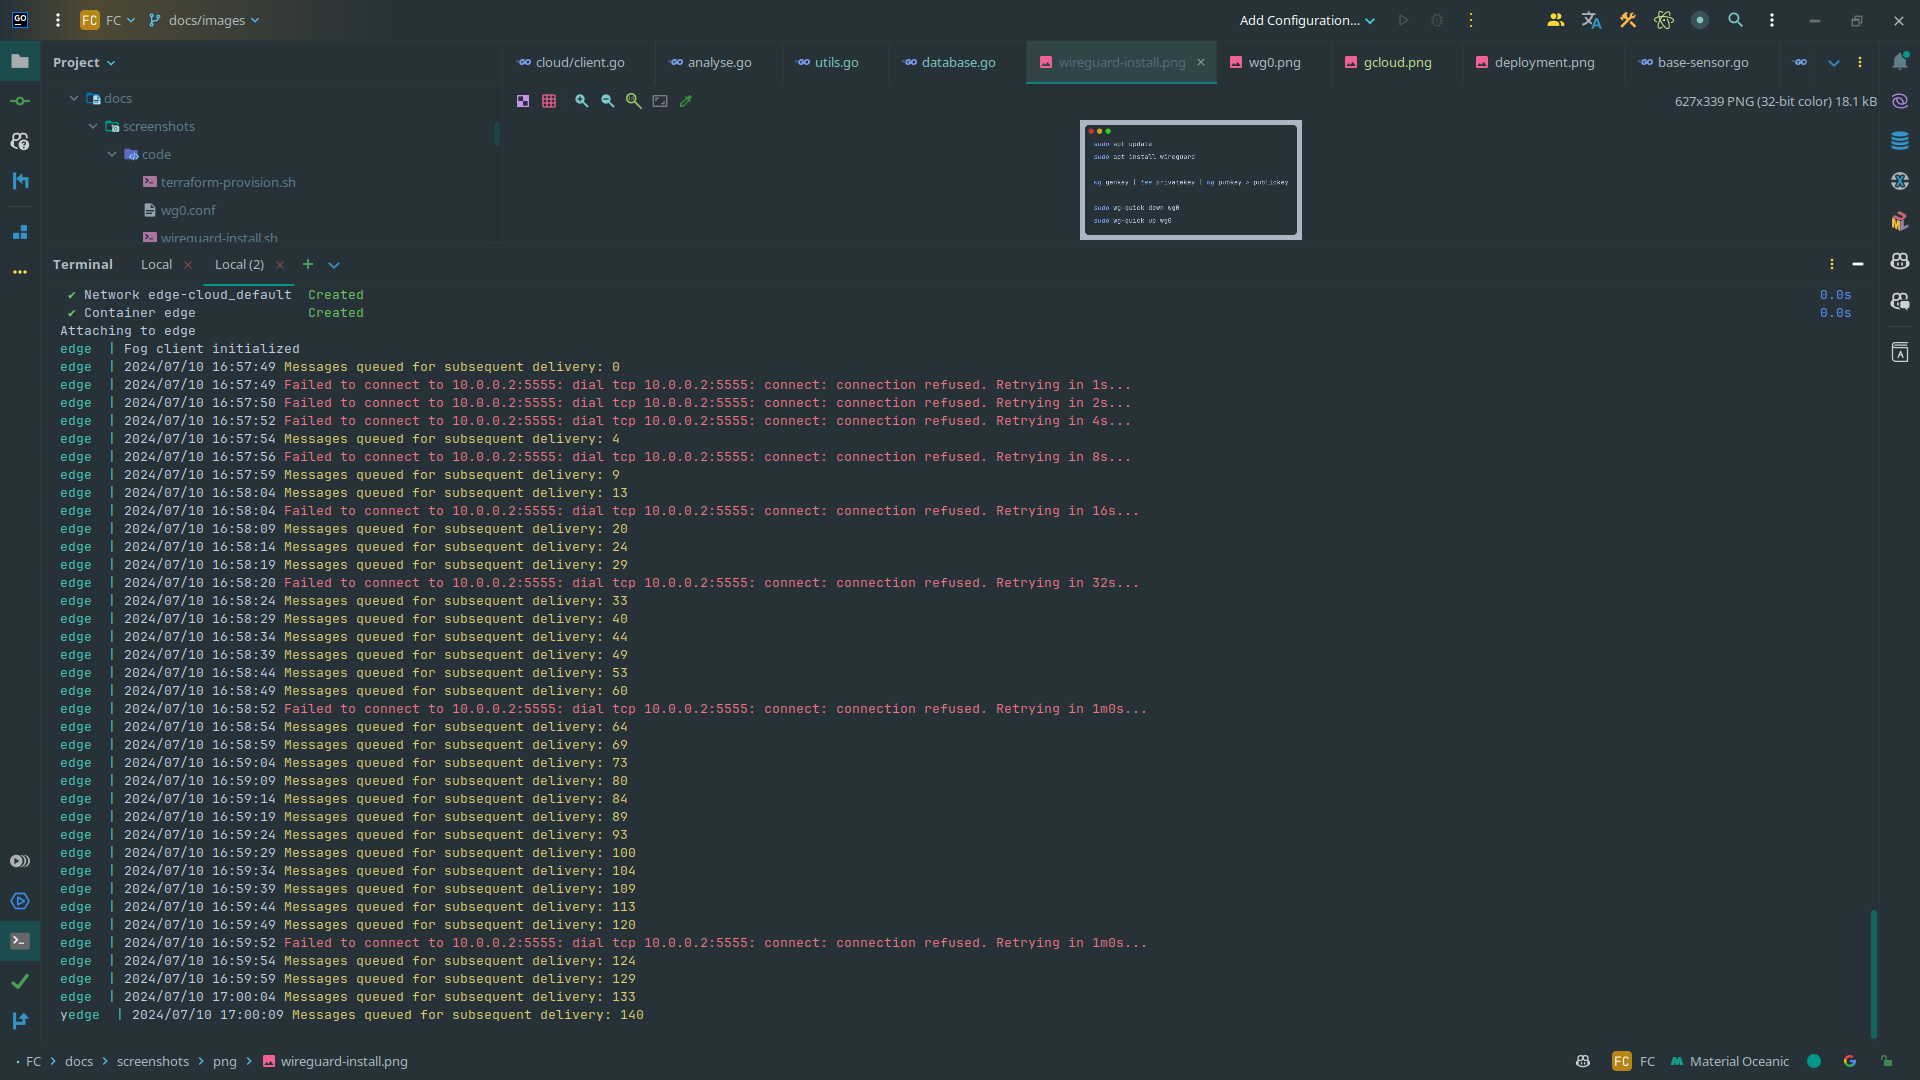 GO
FC FC docs/images
Add Configuration...
Project
cloud/client.go analyse.go utils.go database.go wireguard-install.png wg0.png gcloud.png deployment.png base-sensor.go
627x339 PNG (32-bit color) 18.1 kB
docs
screenshots
code
terraform-provision.sh
wg0.conf
wireguard-install.sh
sudo apt update
sudo apt install wireguard
wg genkey | tee privatekey | wg pubkey > publickey
sudo wg-quick down wg0
sudo wg-quick up wg0
Terminal Local Local (2)
✔ Network edge-cloud_default Created 0.0s
✔ Container edge Created 0.0s
Attaching to edge
edge | Fog client initialized
edge | 2024/07/10 16:57:49 Messages queued for subsequent delivery: 0
edge | 2024/07/10 16:57:49 Failed to connect to 10.0.0.2:5555: dial tcp 10.0.0.2:5555: connect: connection refused. Retrying in 1s...
edge | 2024/07/10 16:57:50 Failed to connect to 10.0.0.2:5555: dial tcp 10.0.0.2:5555: connect: connection refused. Retrying in 2s...
edge | 2024/07/10 16:57:52 Failed to connect to 10.0.0.2:5555: dial tcp 10.0.0.2:5555: connect: connection refused. Retrying in 4s...
edge | 2024/07/10 16:57:54 Messages queued for subsequent delivery: 4
edge | 2024/07/10 16:57:56 Failed to connect to 10.0.0.2:5555: dial tcp 10.0.0.2:5555: connect: connection refused. Retrying in 8s...
edge | 2024/07/10 16:57:59 Messages queued for subsequent delivery: 9
edge | 2024/07/10 16:58:04 Messages queued for subsequent delivery: 13
edge | 2024/07/10 16:58:04 Failed to connect to 10.0.0.2:5555: dial tcp 10.0.0.2:5555: connect: connection refused. Retrying in 16s...
edge | 2024/07/10 16:58:09 Messages queued for subsequent delivery: 20
edge | 2024/07/10 16:58:14 Messages queued for subsequent delivery: 24
edge | 2024/07/10 16:58:19 Messages queued for subsequent delivery: 29
edge | 2024/07/10 16:58:20 Failed to connect to 10.0.0.2:5555: dial tcp 10.0.0.2:5555: connect: connection refused. Retrying in 32s...
edge | 2024/07/10 16:58:24 Messages queued for subsequent delivery: 33
edge | 2024/07/10 16:58:29 Messages queued for subsequent delivery: 40
edge | 2024/07/10 16:58:34 Messages queued for subsequent delivery: 44
edge | 2024/07/10 16:58:39 Messages queued for subsequent delivery: 49
edge | 2024/07/10 16:58:44 Messages queued for subsequent delivery: 53
edge | 2024/07/10 16:58:49 Messages queued for subsequent delivery: 60
edge | 2024/07/10 16:58:52 Failed to connect to 10.0.0.2:5555: dial tcp 10.0.0.2:5555: connect: connection refused. Retrying in 1m0s...
edge | 2024/07/10 16:58:54 Messages queued for subsequent delivery: 64
edge | 2024/07/10 16:58:59 Messages queued for subsequent delivery: 69
edge | 2024/07/10 16:59:04 Messages queued for subsequent delivery: 73
edge | 2024/07/10 16:59:09 Messages queued for subsequent delivery: 80
edge | 2024/07/10 16:59:14 Messages queued for subsequent delivery: 84
edge | 2024/07/10 16:59:19 Messages queued for subsequent delivery: 89
edge | 2024/07/10 16:59:24 Messages queued for subsequent delivery: 93
edge | 2024/07/10 16:59:29 Messages queued for subsequent delivery: 100
edge | 2024/07/10 16:59:34 Messages queued for subsequent delivery: 104
edge | 2024/07/10 16:59:39 Messages queued for subsequent delivery: 109
edge | 2024/07/10 16:59:44 Messages queued for subsequent delivery: 113
edge | 2024/07/10 16:59:49 Messages queued for subsequent delivery: 120
edge | 2024/07/10 16:59:52 Failed to connect to 10.0.0.2:5555: dial tcp 10.0.0.2:5555: connect: connection refused. Retrying in 1m0s...
edge | 2024/07/10 16:59:54 Messages queued for subsequent delivery: 124
edge | 2024/07/10 16:59:59 Messages queued for subsequent delivery: 129
edge | 2024/07/10 17:00:04 Messages queued for subsequent delivery: 133
yedge | 2024/07/10 17:00:09 Messages queued for subsequent delivery: 140
FC > docs > screenshots > png > wireguard-install.png
FC FC Material Oceanic